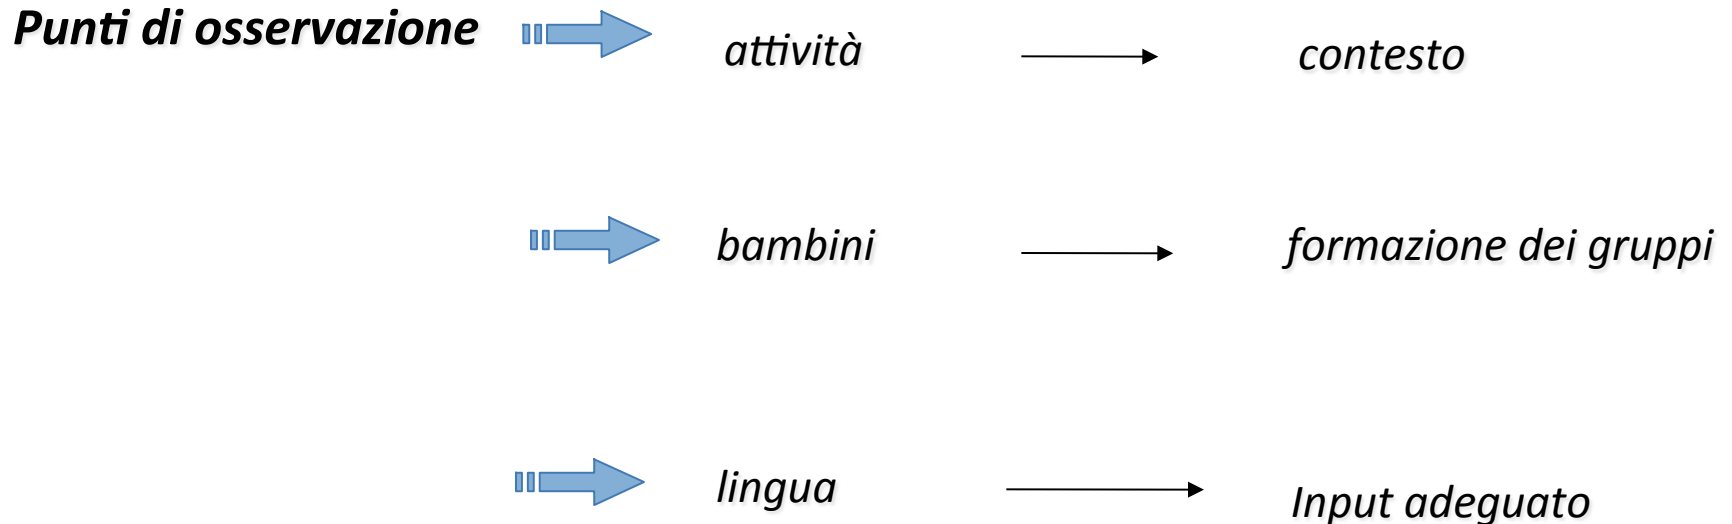 Punti di osservazione
attività
contesto
bambini
formazione dei gruppi
lingua
Input adeguato